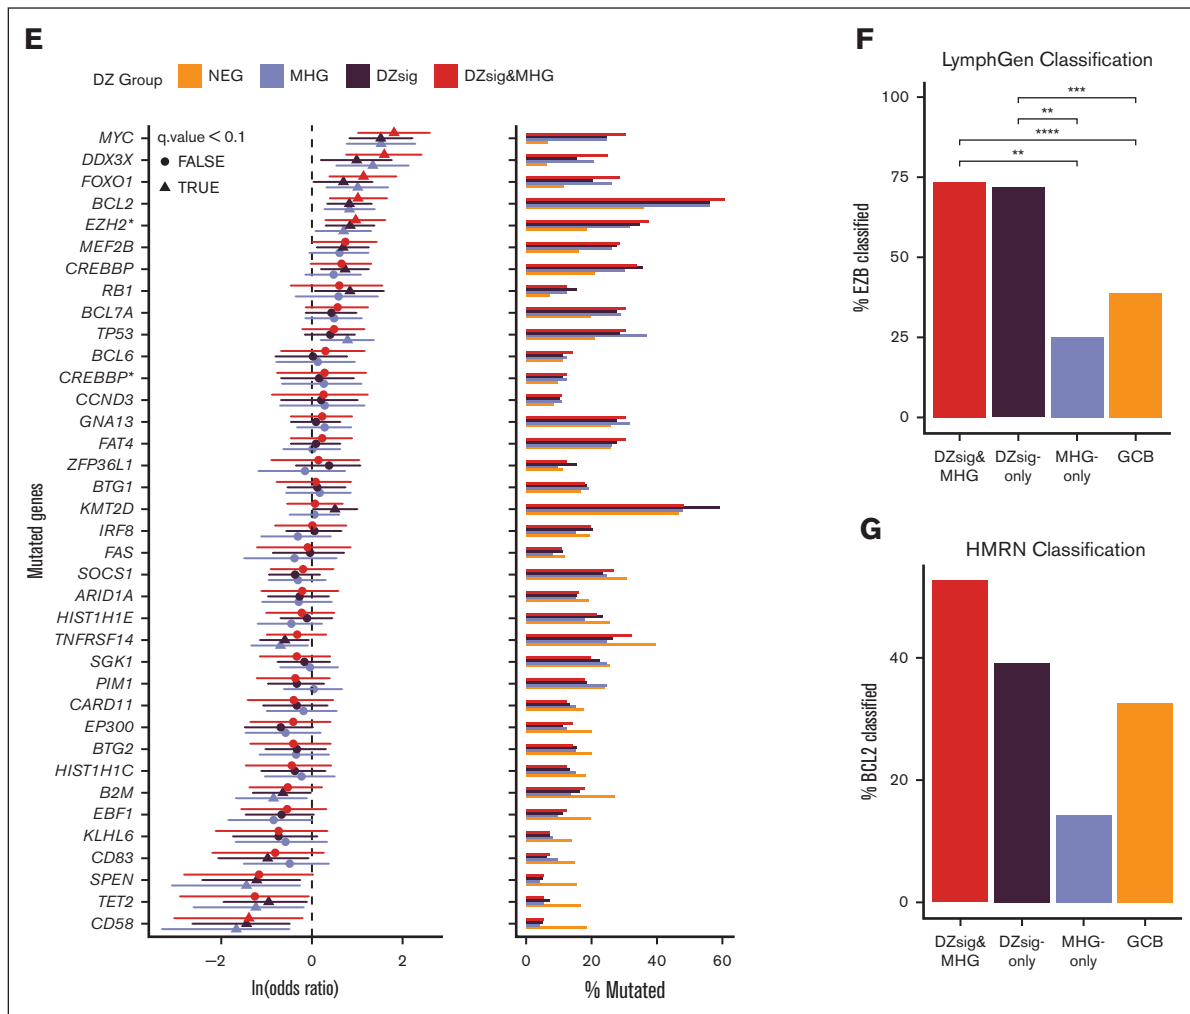 E
DZ Group NEG MHG DZsig DZsig&MHG
q.value < 0.1
FALSE
TRUE
Mutated genes
MYC
DDX3X
FOXO1
BCL2
EZH2*
MEF2B
CREBBP
RB1
BCL7A
TP53
BCL6
CREBBP*
CCND3
GNA13
FAT4
ZFP36L1
BTG1
KMT2D
IRF8
FAS
SOCS1
ARID1A
HIST1H1E
TNFRSF14
SGK1
PIM1
CARD11
EP300
BTG2
HIST1H1C
B2M
EBF1
KLHL6
CD83
SPEN
TET2
CD58
−2 0 2
ln(odds ratio)
0 20 40 60
% Mutated
F
LymphGen Classification
% EZB classified
100
75
50
25
0
***
**
****
**
DZsig& DZsig- MHG- GCB
MHG only only
G
HMRN Classification
% BCL2 classified
40
20
0
DZsig& DZsig- MHG- GCB
MHG only only